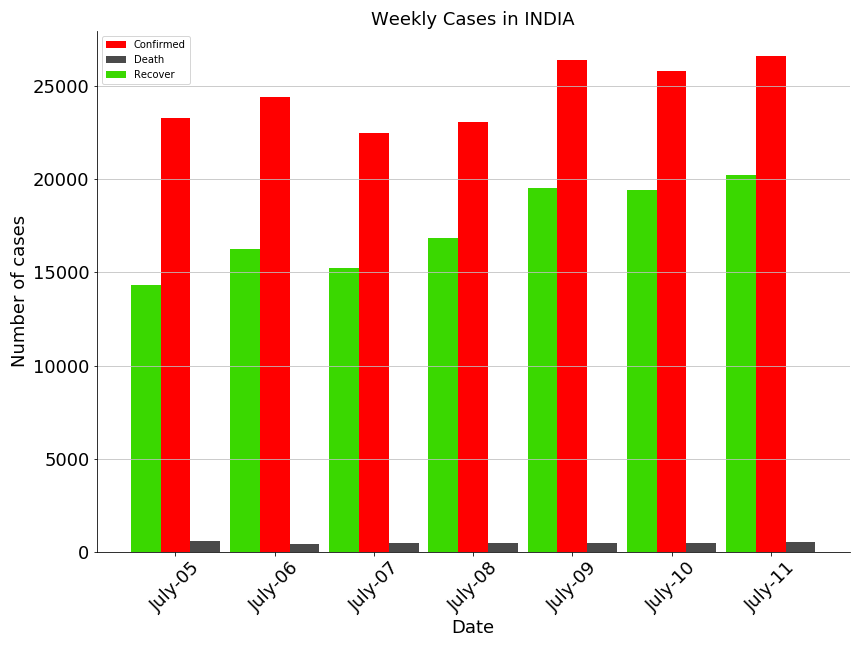 Weekly Cases in INDIA
Confirmed
Death
Recover
25000
20000
15000
10000
5000
0
Number of cases
July-05
July-06
July-07
July-08
July-09
July-10
July-11
Date